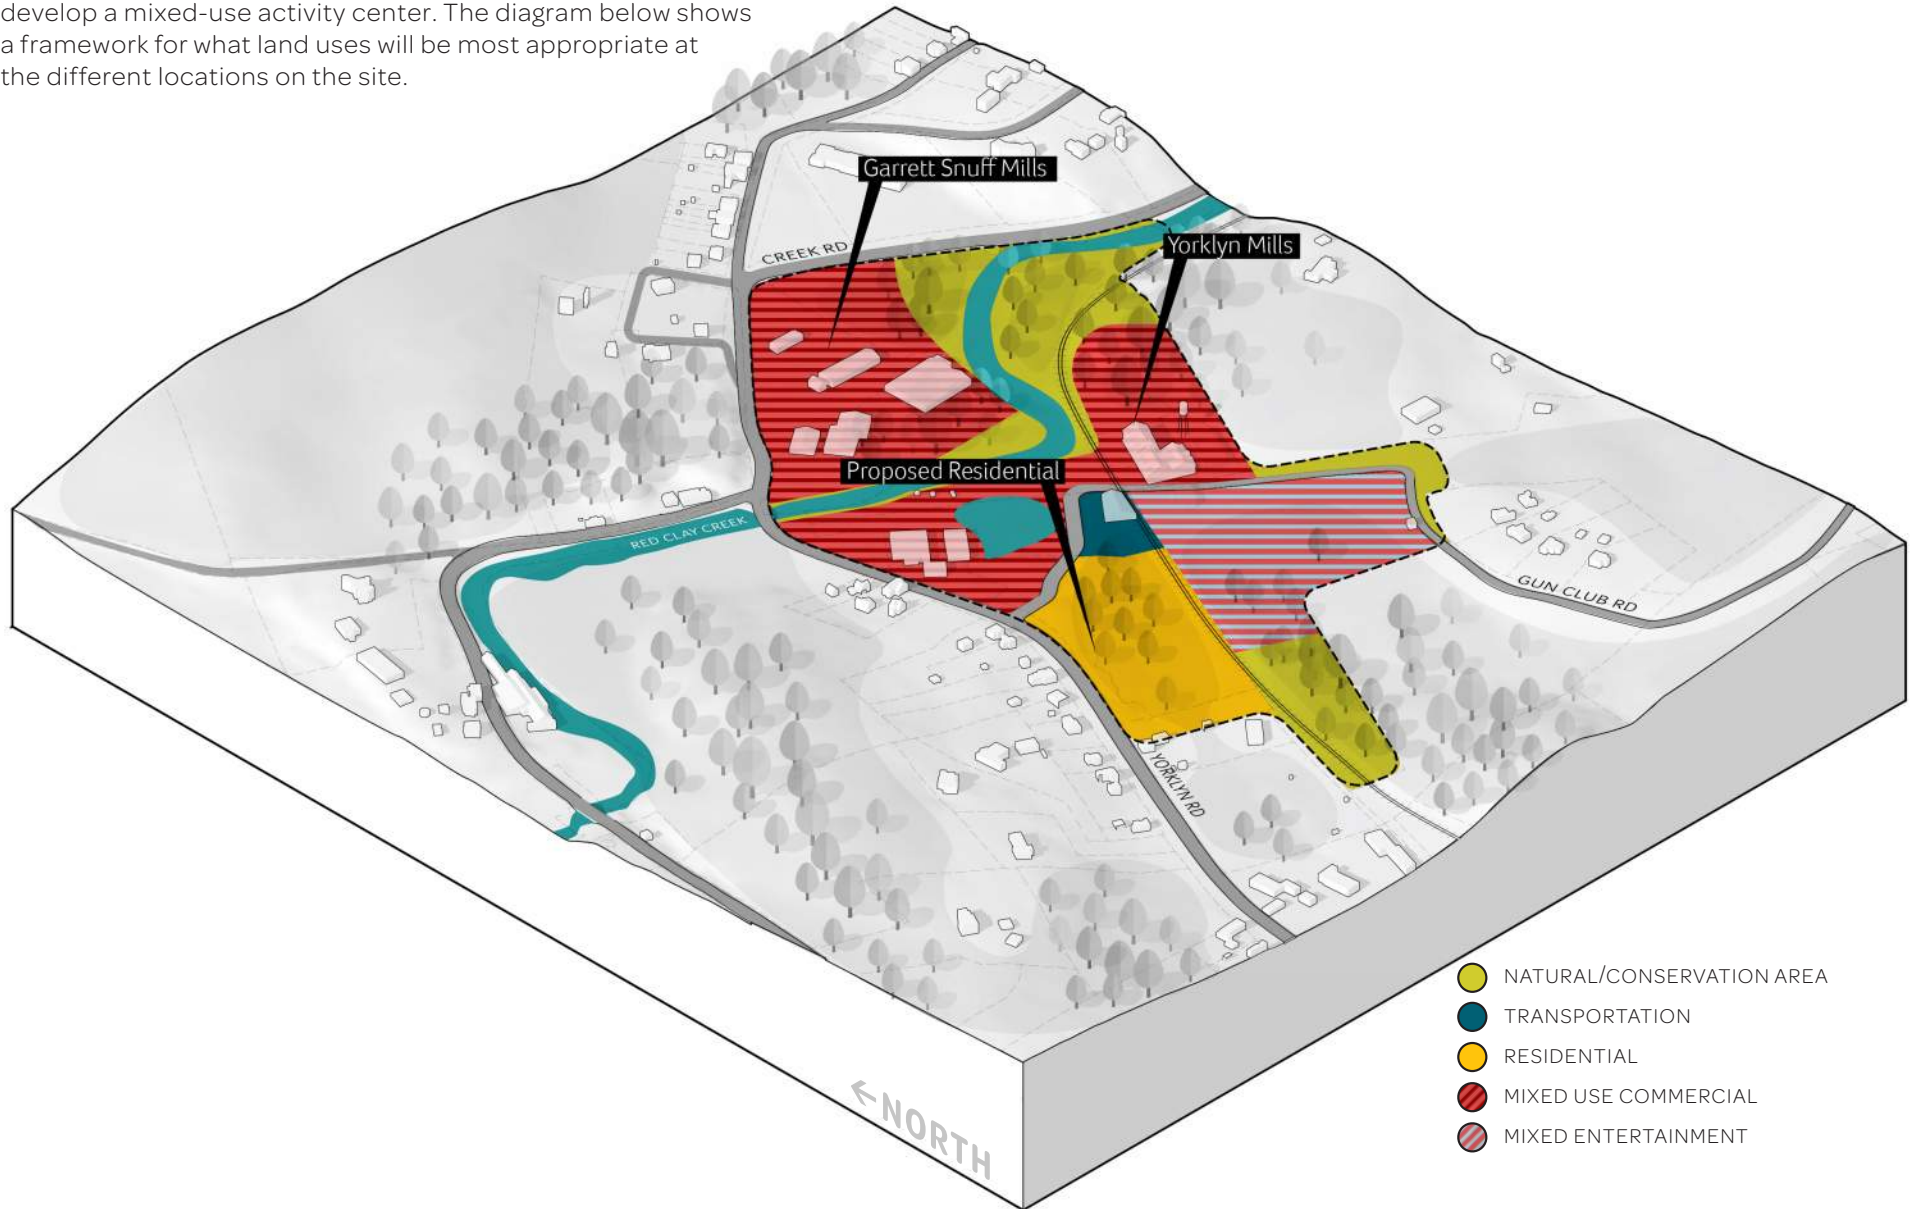 develop a mixed-use activity center. The diagram below shows
a framework for what land uses will be most appropriate at
the different locations on the site.
Garrett Snuff Mills
CREEK RD
Yorklyn Mills
Proposed Residential
RED CLAY CREEK
GUN CLUB RD
YORKLYN RD
NATURAL/CONSERVATION AREA
TRANSPORTATION
RESIDENTIAL
MIXED USE COMMERCIAL
MIXED ENTERTAINMENT
←NORTH